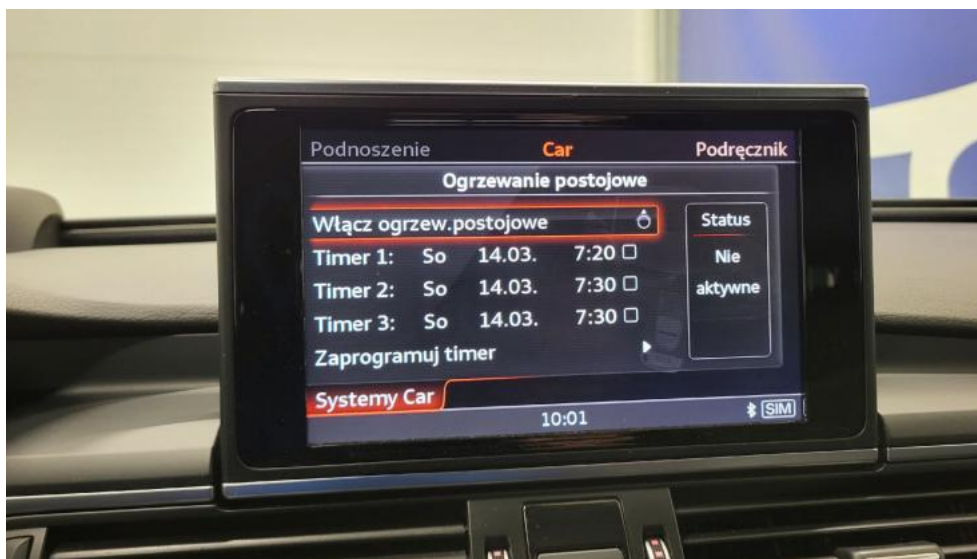 Podnoszenie Car Podręcznik
Ogrzewanie postojowe
Włącz ogrzew.postojowe
Timer 1: So 14.03. 7:20
Timer 2: So 14.03. 7:30
Timer 3: So 14.03. 7:30
Zaprogramuj timer
Status
Nie
aktywne
Systemy Car
10:01 SIM